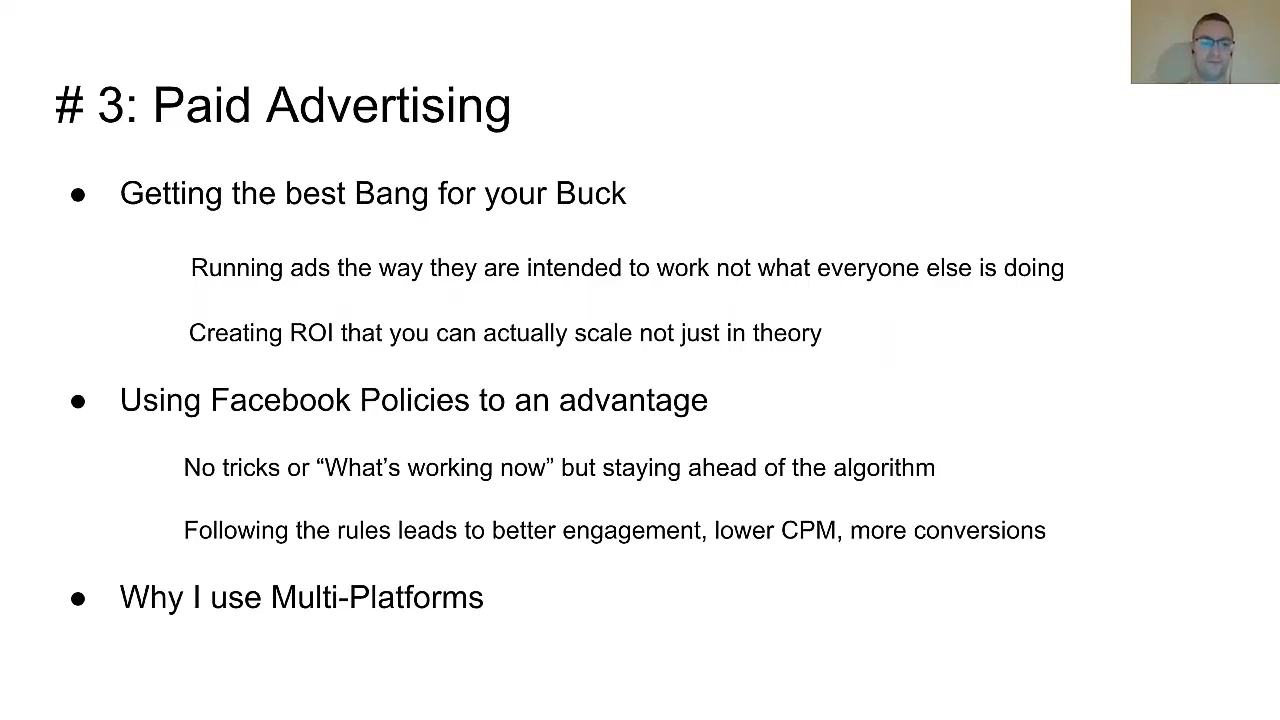 # 3: Paid Advertising
● Getting the best Bang for your Buck
Running ads the way they are intended to work not what everyone else is doing
Creating ROI that you can actually scale not just in theory
● Using Facebook Policies to an advantage
No tricks or “What’s working now” but staying ahead of the algorithm
Following the rules leads to better engagement, lower CPM, more conversions
● Why I use Multi-Platforms